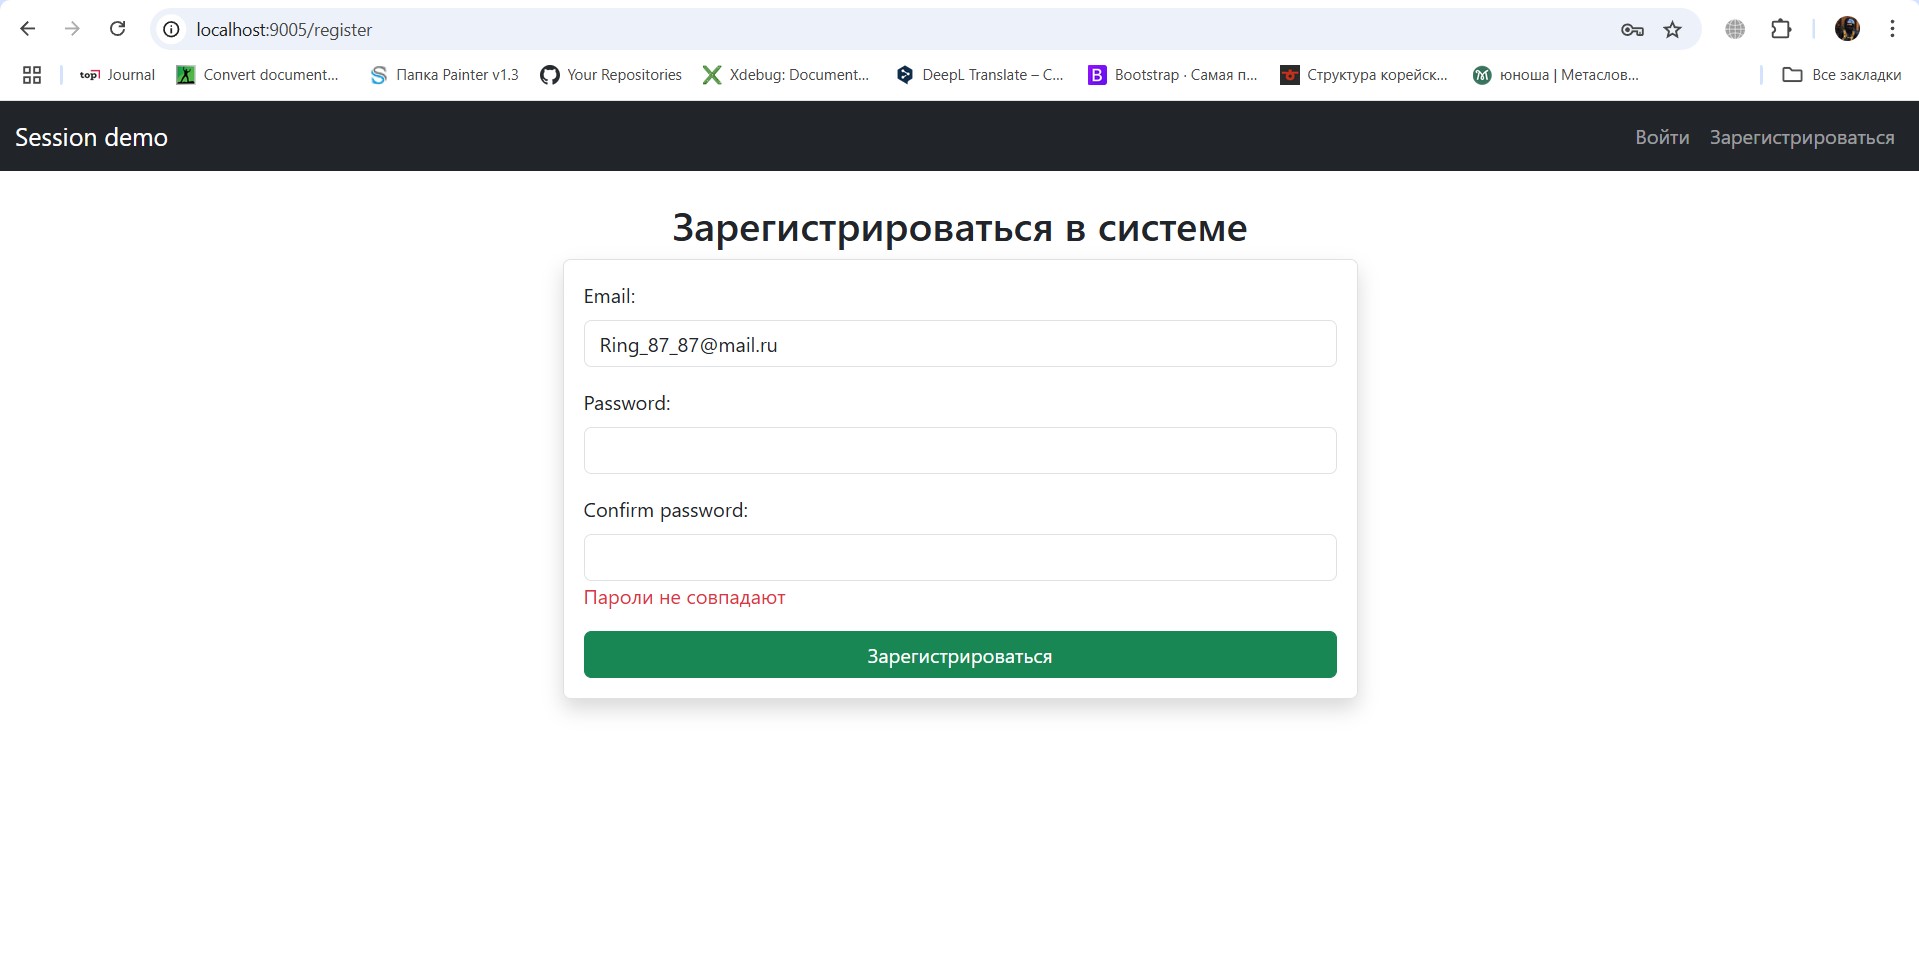 localhost:9005/register
top Journal Convert document... Папка Painter v1.3 Your Repositories Xdebug: Document... DeepL Translate – C... B Bootstrap · Самая п... Структура корейск... юноша | Метаслов... Все закладки
Session demo
Войти Зарегистрироваться
Зарегистрироваться в системе
Email:
Ring_87_87@mail.ru
Password:
Confirm password:
Пароли не совпадают
Зарегистрироваться